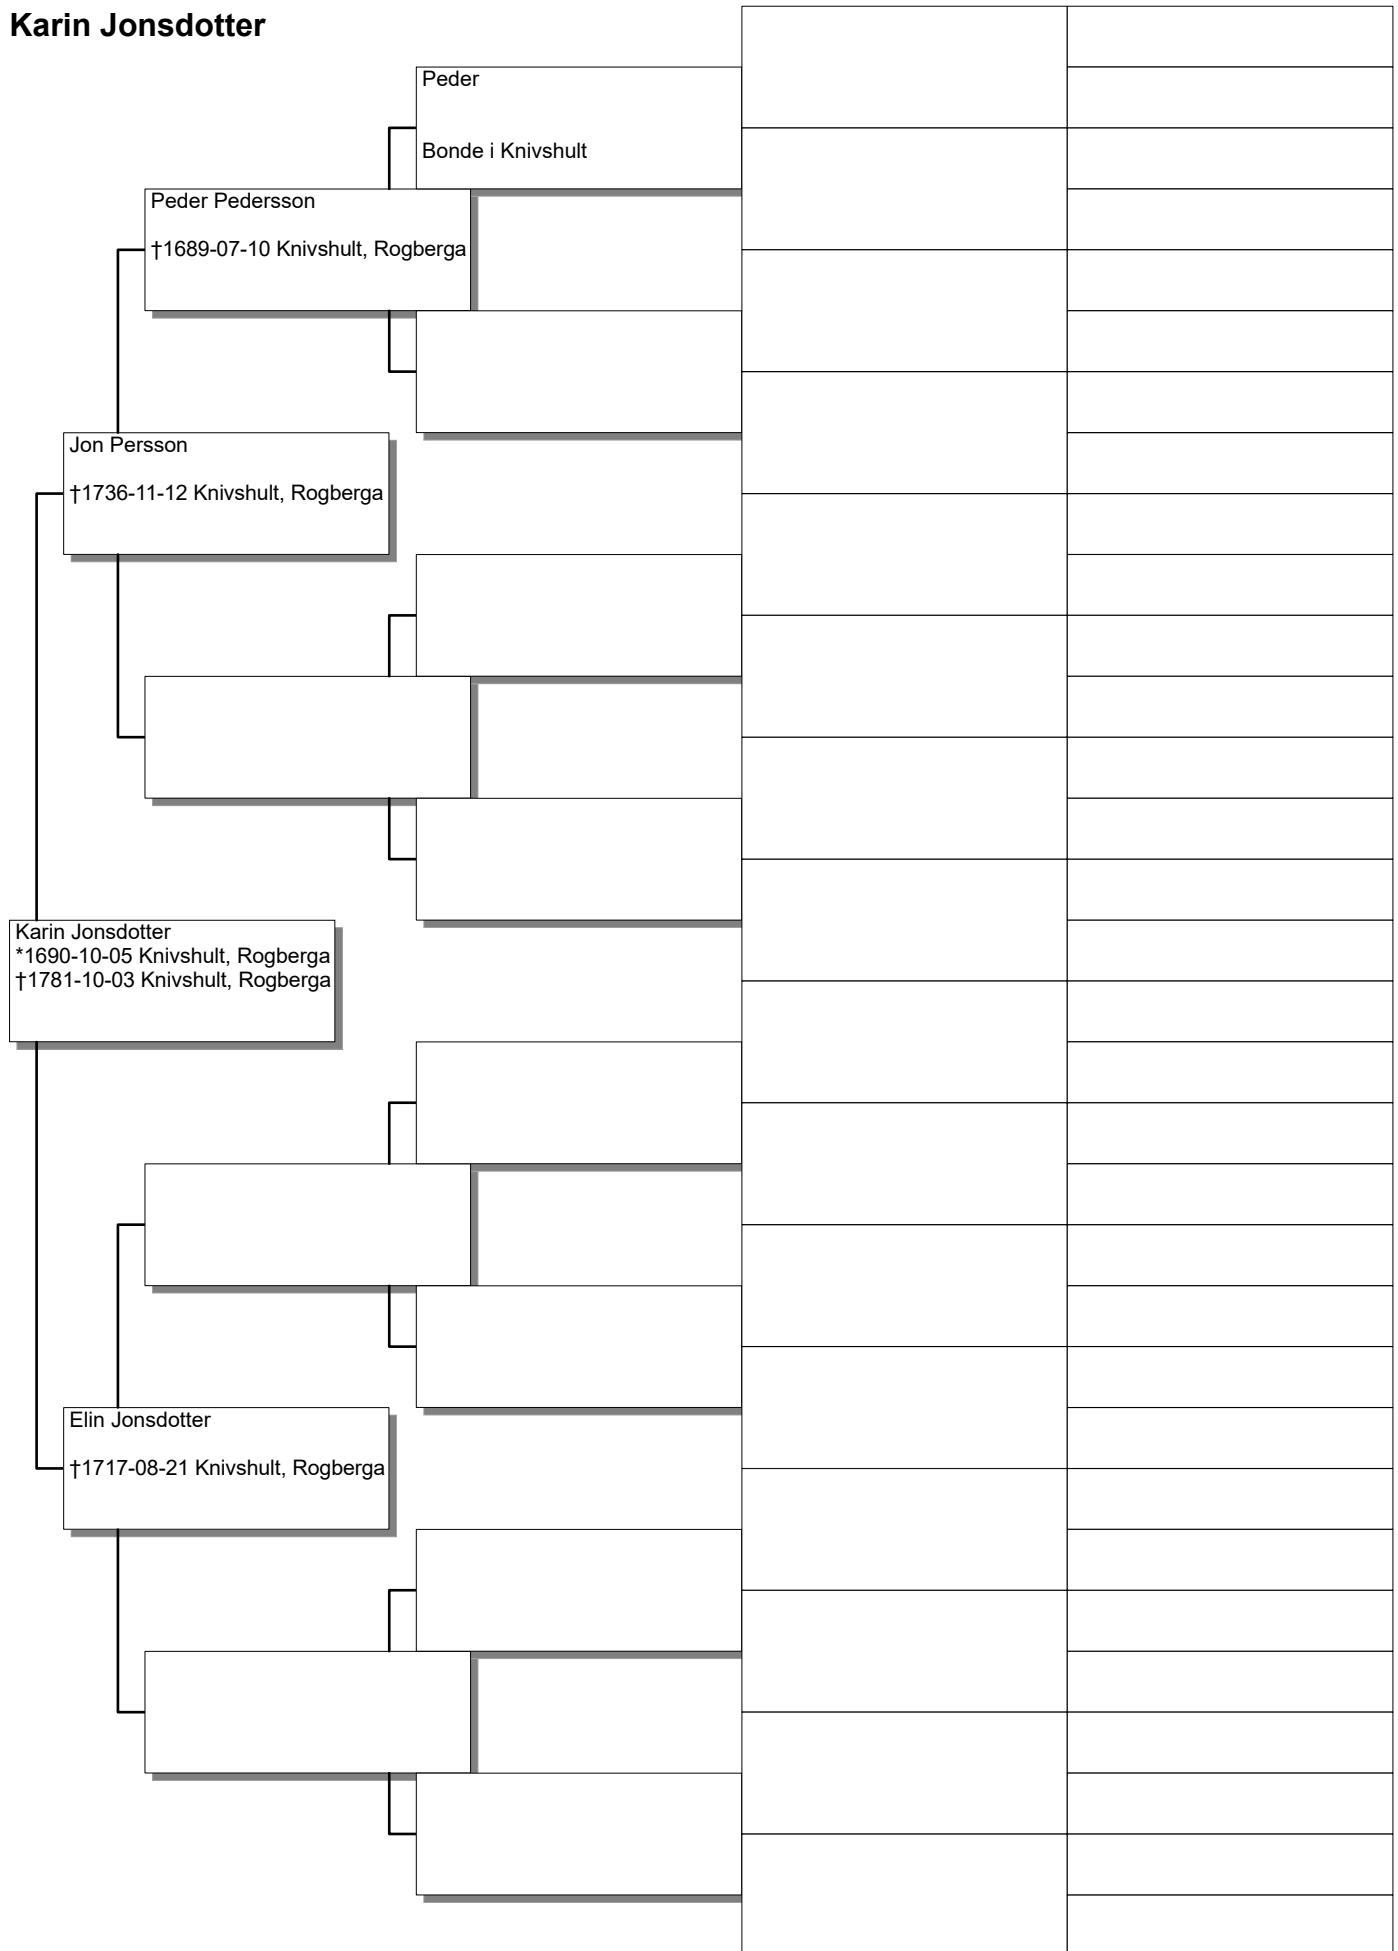 Karin Jonsdotter
Peder
Bonde i Knivshult
Peder Pedersson
†1689-07-10 Knivshult, Rogberga
Jon Persson
†1736-11-12 Knivshult, Rogberga
Karin Jonsdotter
*1690-10-05 Knivshult, Rogberga
†1781-10-03 Knivshult, Rogberga
Elin Jonsdotter
†1717-08-21 Knivshult, Rogberga